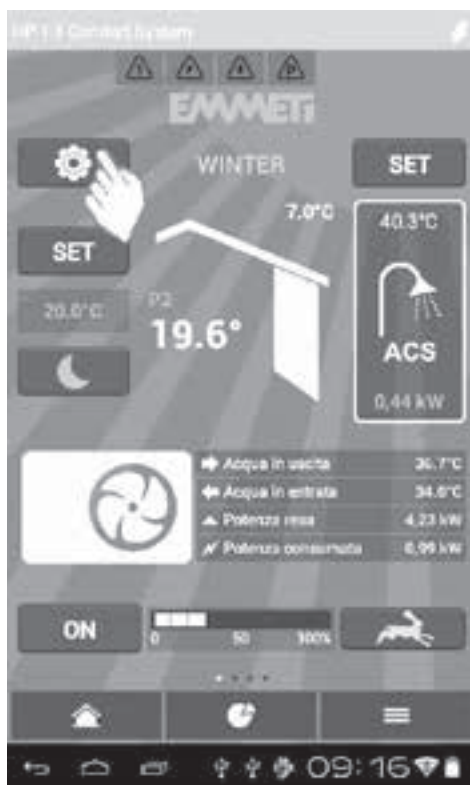 HP 1.1 Comfort System
EMMETI
WINTER
SET
7.0°C
40.3°C
SET
20.0°C
P2
19.6°
ACS
0,44 kW
Acqua in uscita 36.7°C
Acqua in entrata 34.6°C
Potenza resa 4,23 kW
Potenza consumata 0,99 kW
ON
0 50 100%
09:16